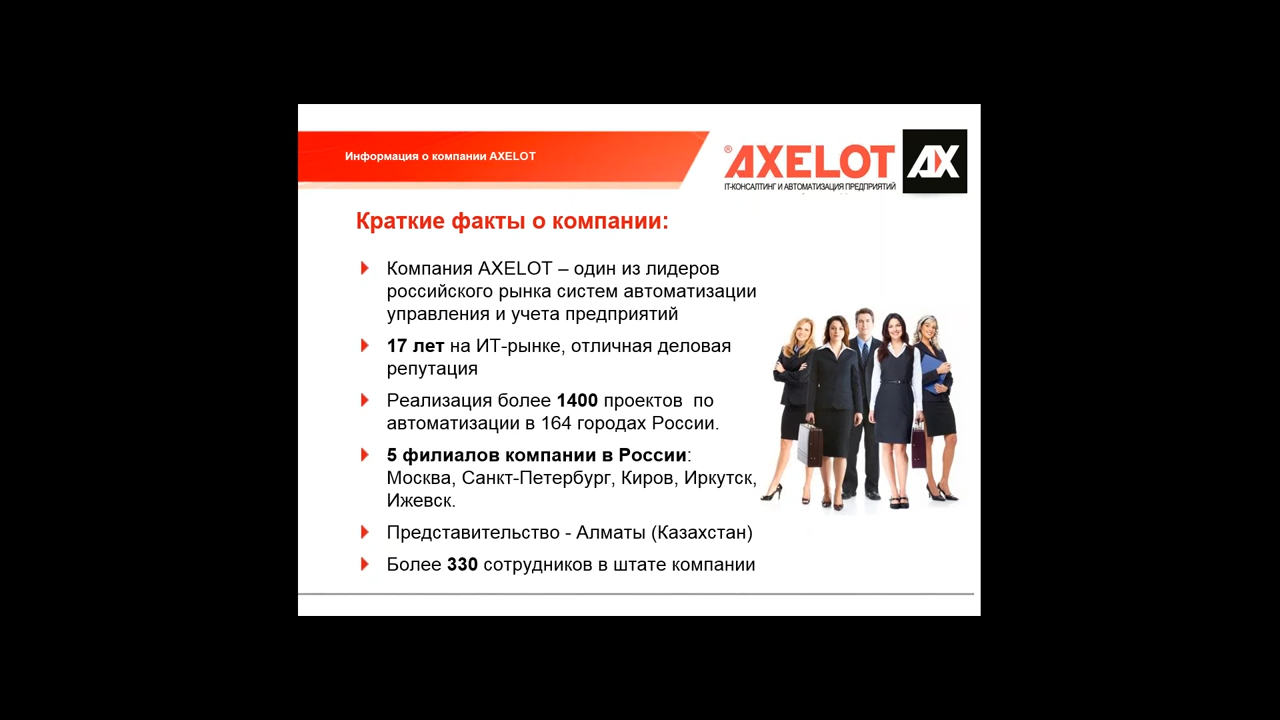 Информация о компании AXELOT
® AXELOT AX
IT-КОНСАЛТИНГ И АВТОМАТИЗАЦИЯ ПРЕДПРИЯТИЙ
Краткие факты о компании:
Компания AXELOT – один из лидеров
российского рынка систем автоматизации
управления и учета предприятий
17 лет на ИТ-рынке, отличная деловая
репутация
Реализация более 1400 проектов по
автоматизации в 164 городах России.
5 филиалов компании в России:
Москва, Санкт-Петербург, Киров, Иркутск,
Ижевск.
Представительство - Алматы (Казахстан)
Более 330 сотрудников в штате компании